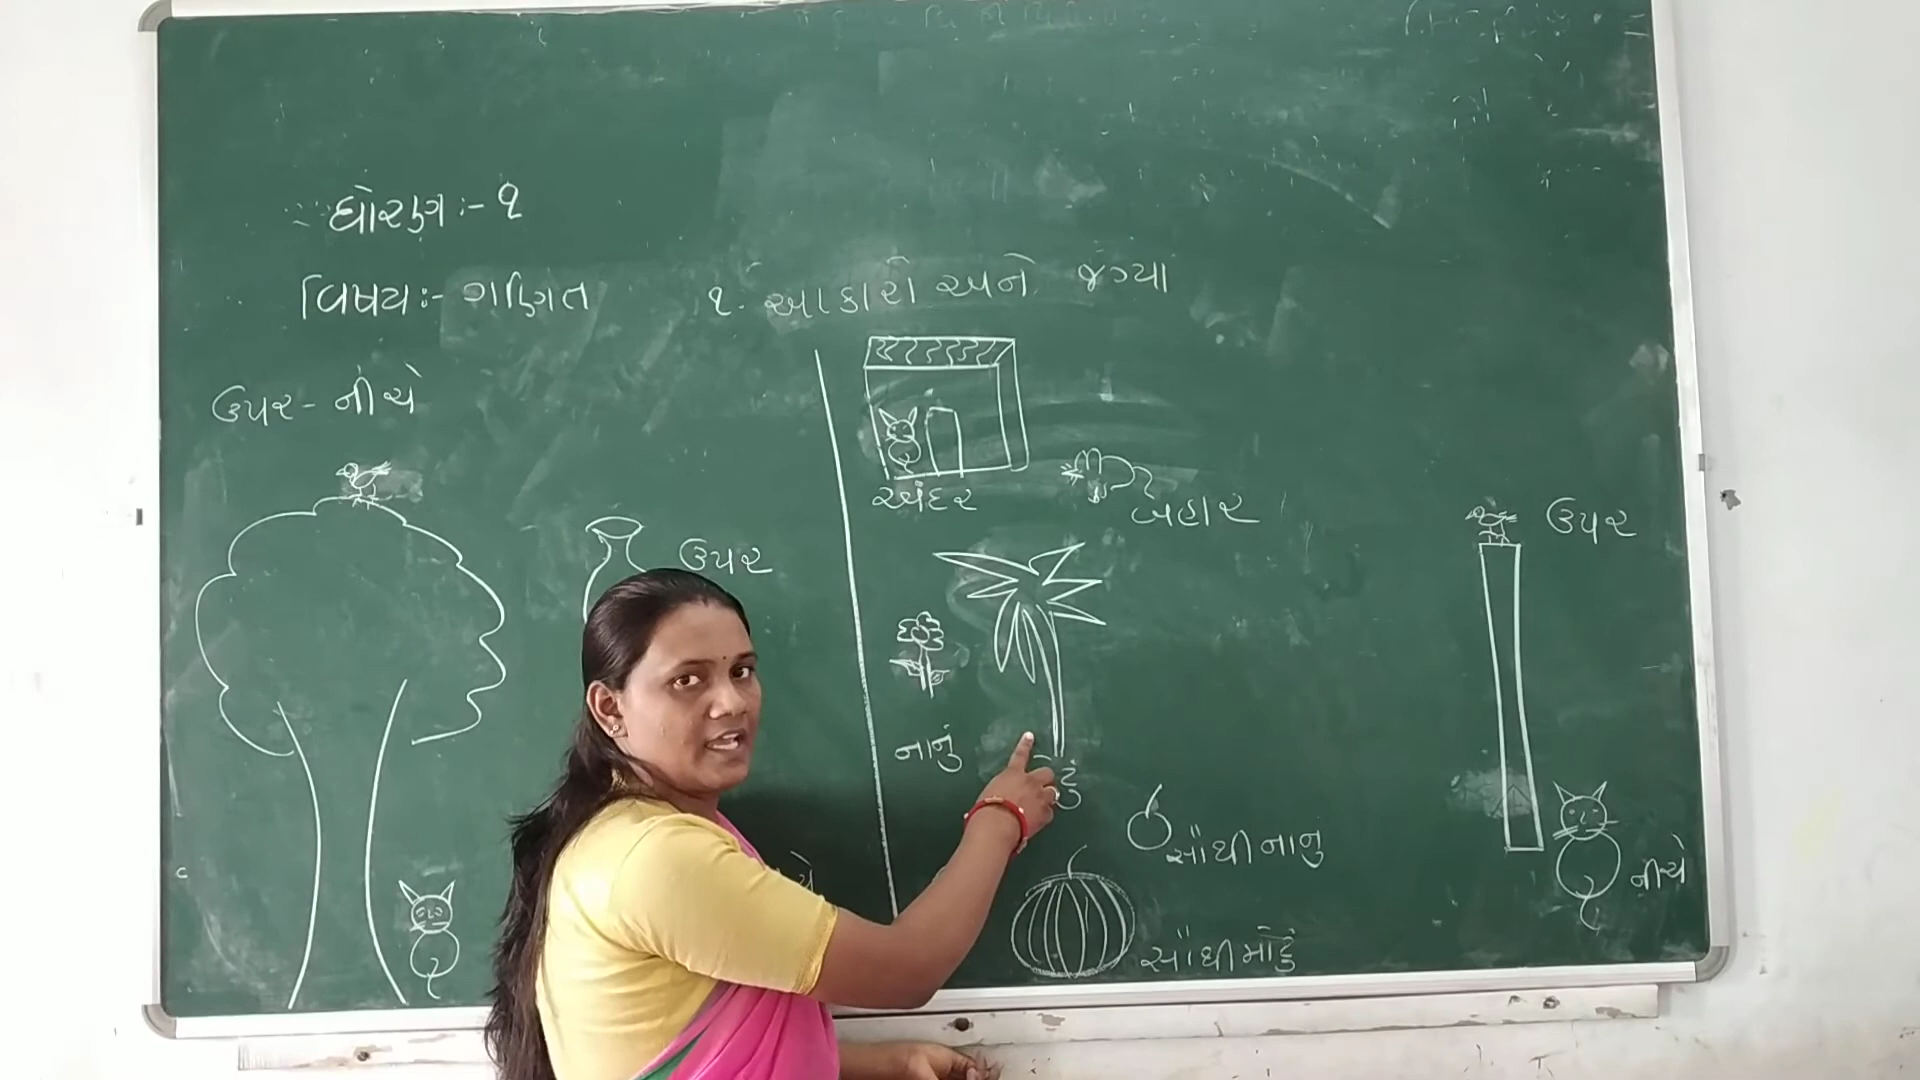 ધોરણ :- ૧
વિષય :- ગણિત
૧. આકારો અને જગ્યા
ઉપર - નીચે
ઉપર
અંદર
બહાર
નાનું
સૌથી નાનું
સૌથી મોટું
ઉપર
નીચે